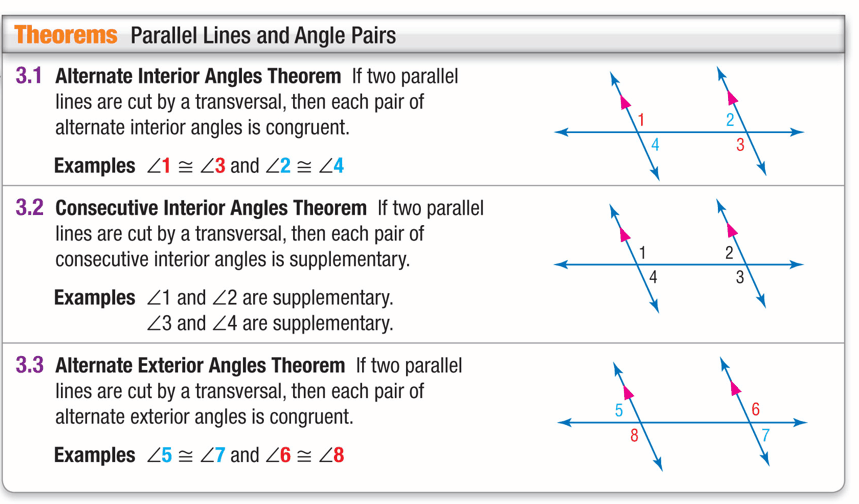 Theorems Parallel Lines and Angle Pairs
3.1 Alternate Interior Angles Theorem If two parallel
lines are cut by a transversal, then each pair of
alternate interior angles is congruent.
Examples ∠1 ≅ ∠3 and ∠2 ≅ ∠4
1 2
4 3
3.2 Consecutive Interior Angles Theorem If two parallel
lines are cut by a transversal, then each pair of
consecutive interior angles is supplementary.
Examples ∠1 and ∠2 are supplementary.
∠3 and ∠4 are supplementary.
1 2
4 3
3.3 Alternate Exterior Angles Theorem If two parallel
lines are cut by a transversal, then each pair of
alternate exterior angles is congruent.
Examples ∠5 ≅ ∠7 and ∠6 ≅ ∠8
5 6
8 7